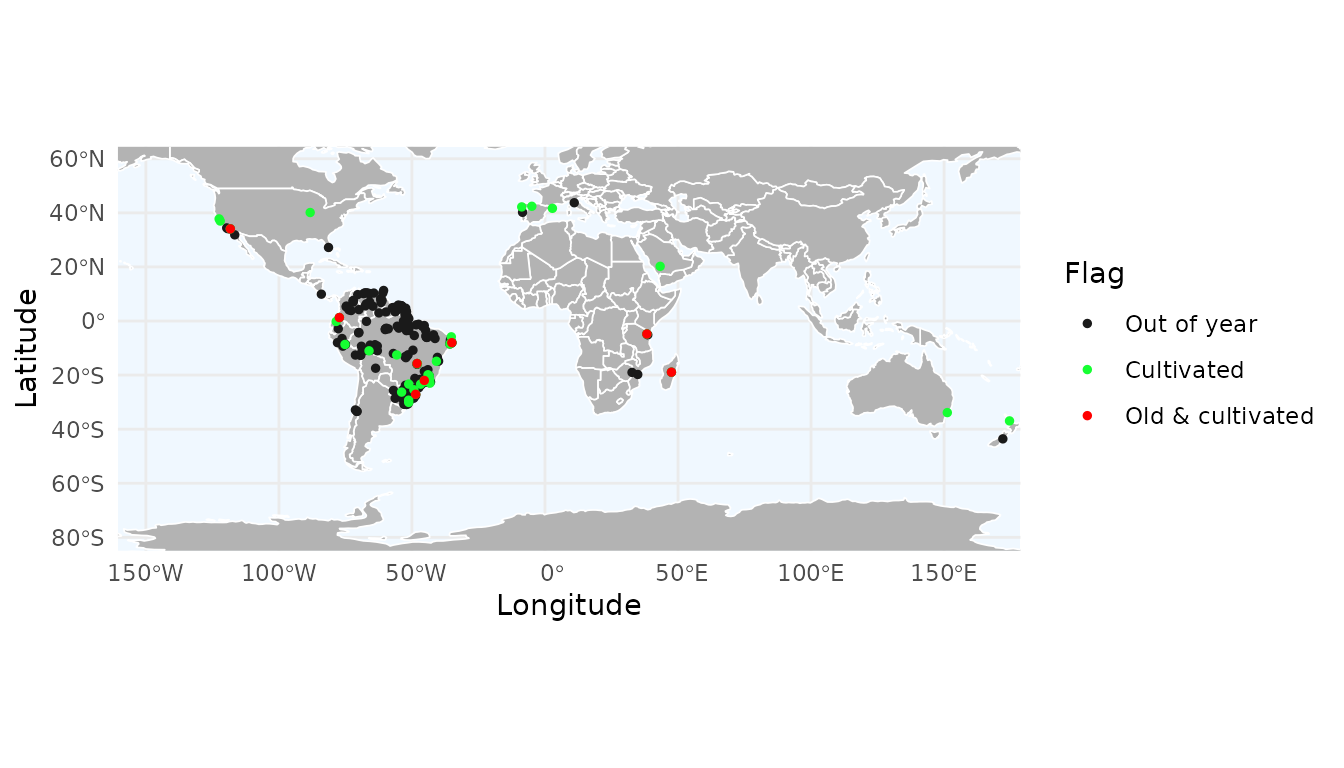 60°N
40°N
20°N
0°
20°S
40°S
60°S
80°S
Latitude
150°W
100°W
50°W
0°
50°E
100°E
150°E
Longitude
Flag
Out of year
Cultivated
Old & cultivated